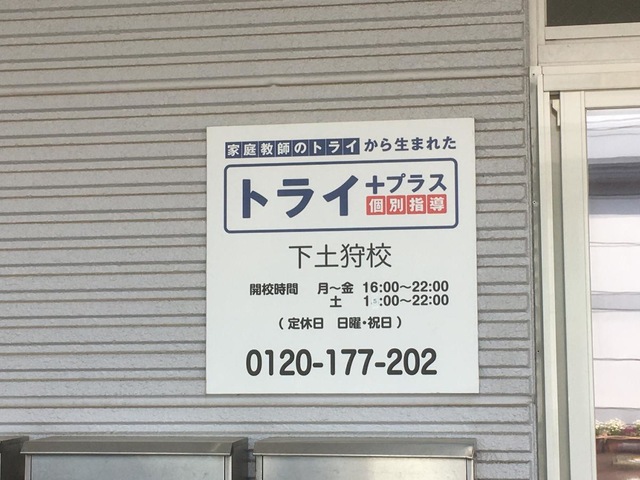 家庭教師のトライから生まれた
トライ+プラス
個別指導
下土狩校
開校時間 月～金 16:00～22:00
土 :00～22:00
(定休日 日曜・祝日)
0120-177-202